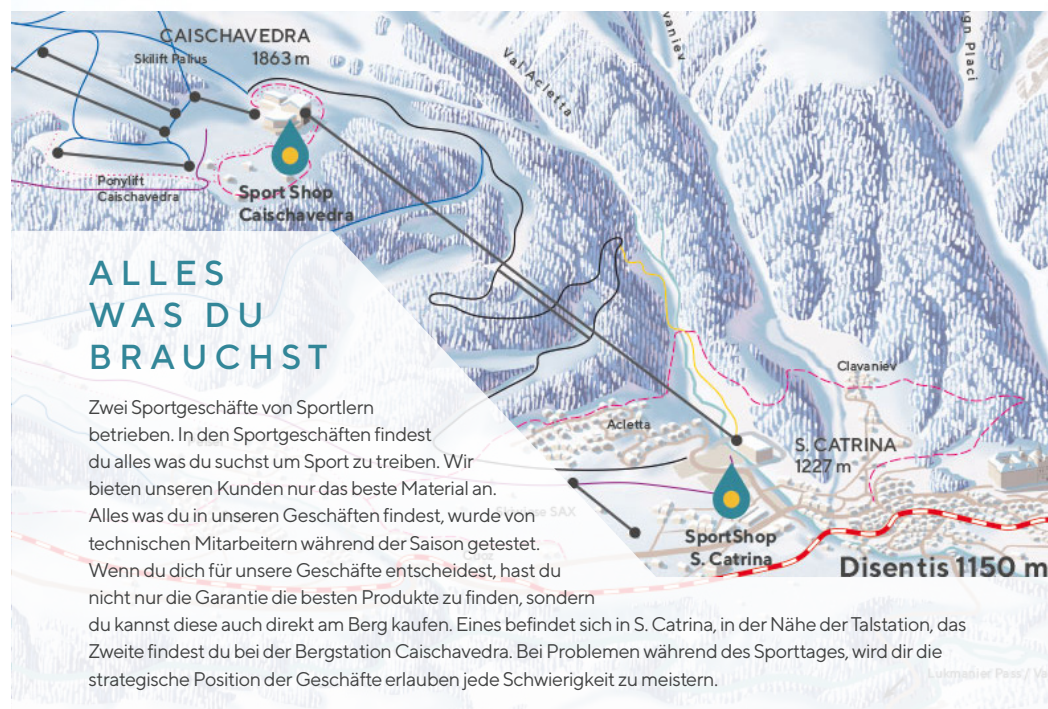 CAISCHAVEDRA
1863 m
Skilift Palius
Val Acletta
Ponylift
Caischavedra
Sport Shop
Caischavedra
ALLES
WAS DU
BRAUCHST
Clavaniev
Acletta
S. CATRINA
1227 m
SportShop
S. Catrina
Disentis 1150 m
Zwei Sportgeschäfte von Sportlern
betrieben. In den Sportgeschäften findest
du alles was du suchst um Sport zu treiben. Wir
bieten unseren Kunden nur das beste Material an.
Alles was du in unseren Geschäften findest, wurde von
technischen Mitarbeitern während der Saison getestet.
Wenn du dich für unsere Geschäfte entscheidest, hast du
nicht nur die Garantie die besten Produkte zu finden, sondern
du kannst diese auch direkt am Berg kaufen. Eines befindet sich in S. Catrina, in der Nähe der Talstation, das
Zweite findest du bei der Bergstation Caischavedra. Bei Problemen während des Sporttages, wird dir die
strategische Position der Geschäfte erlauben jede Schwierigkeit zu meistern.
Lukmanier Pass /